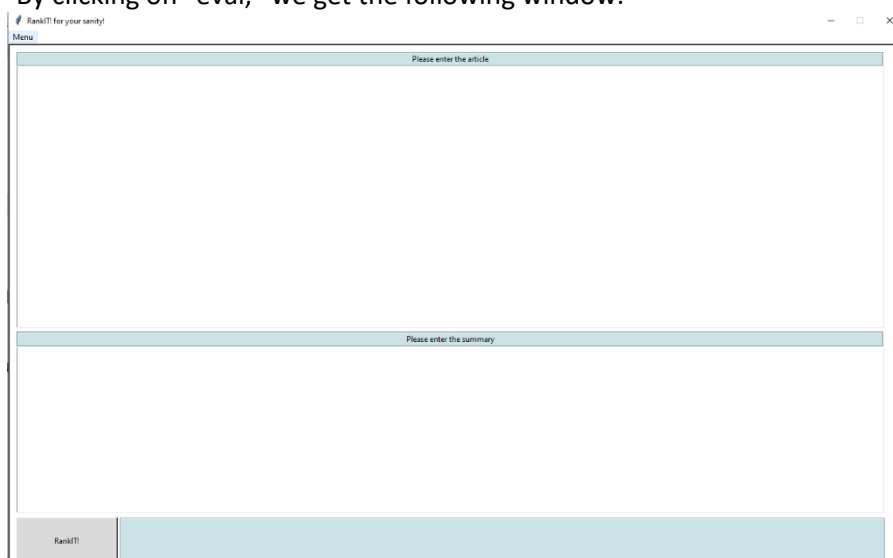 By clicking on "eval," we get the following window:
RankIT! for your sanity!
Menu
Please enter the article
Please enter the summary
RankIT!